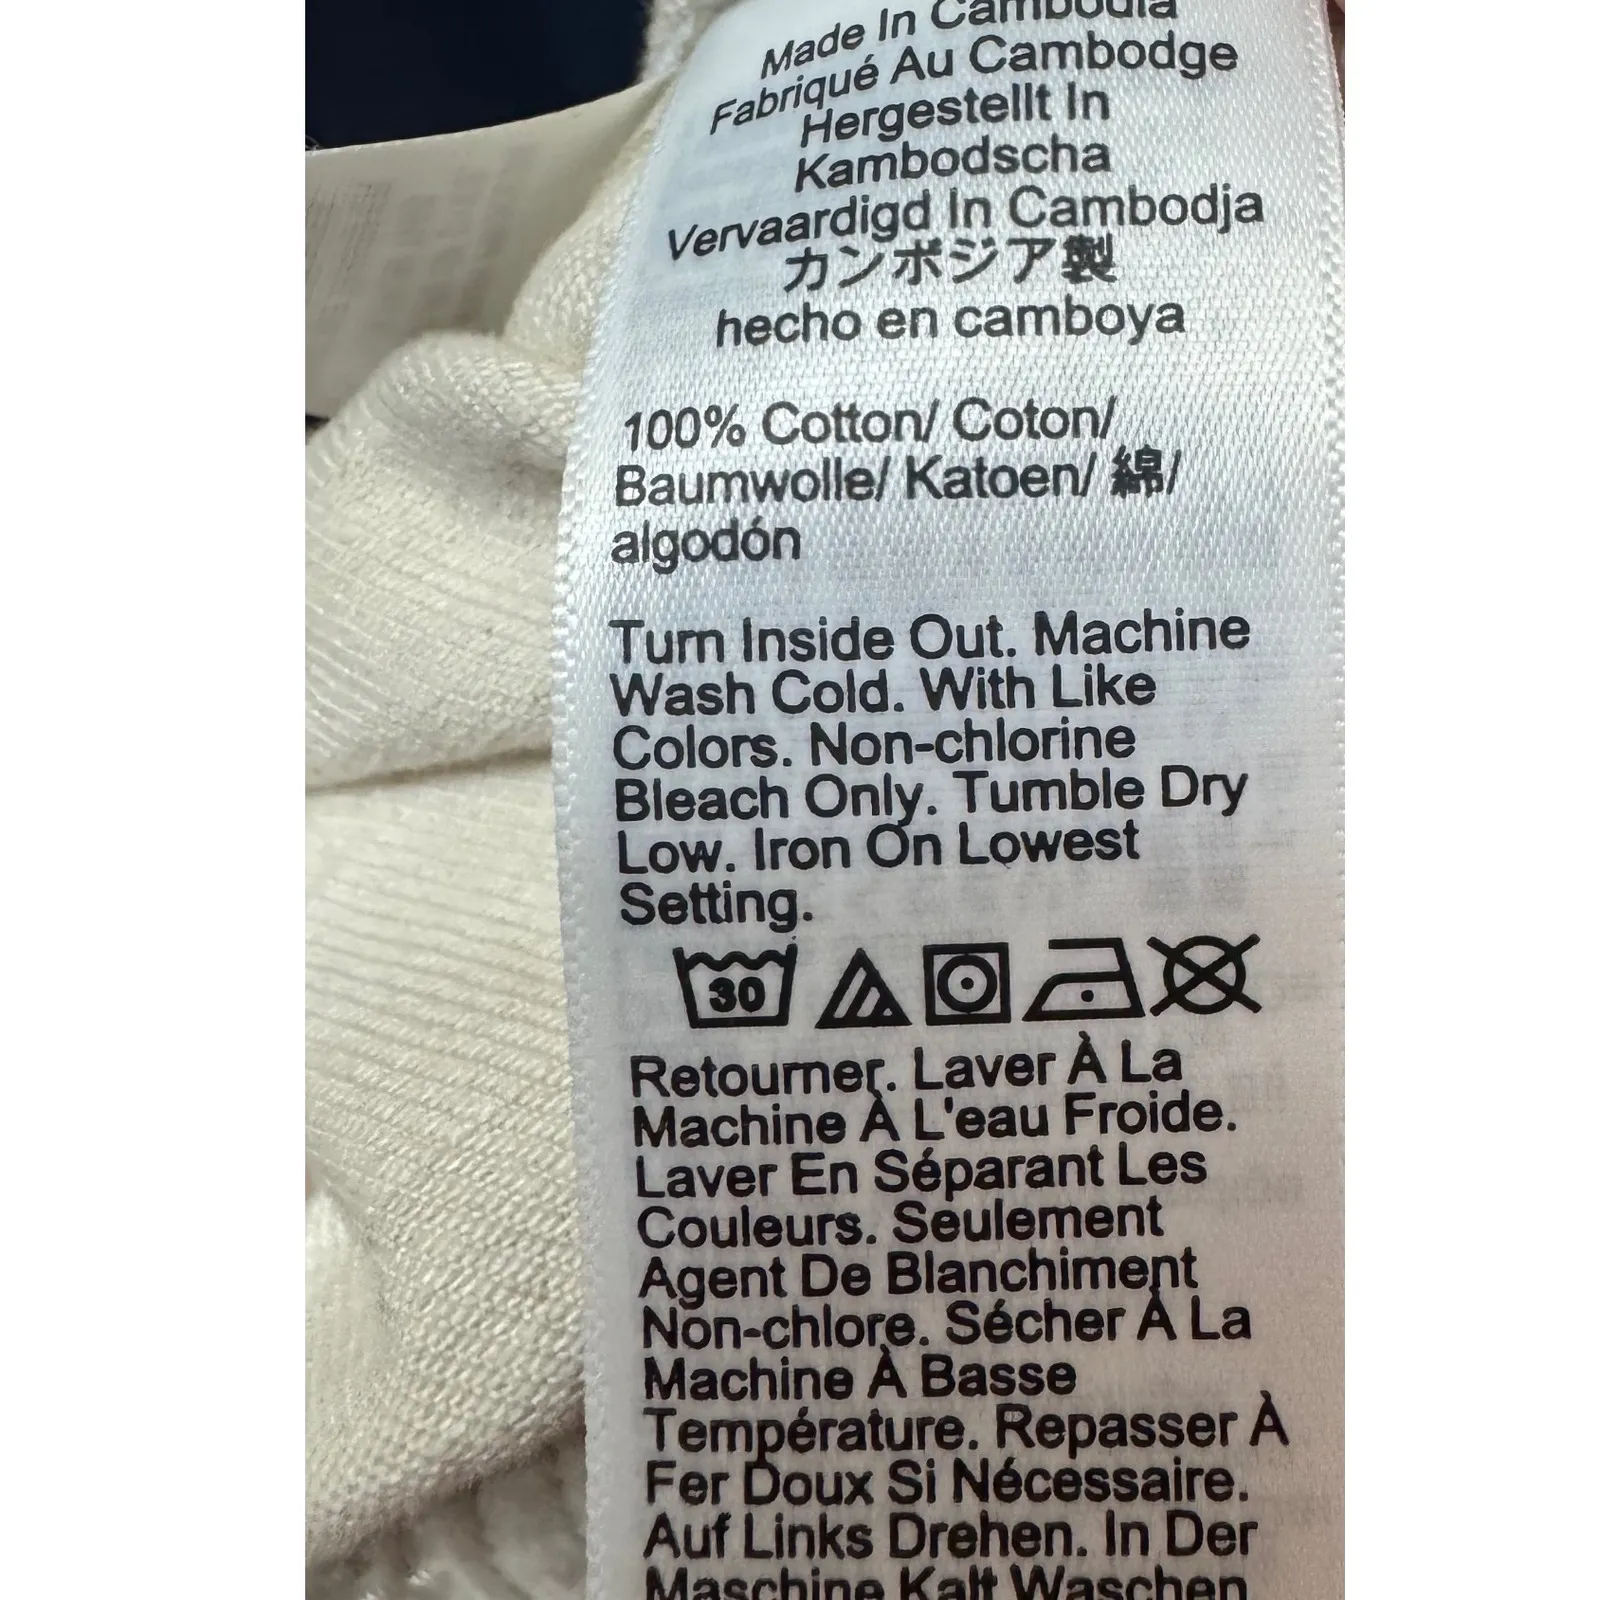 Made In Cambodia
Fabriqué Au Cambodge
Hergestellt In
Kambodscha
Vervaardigd In Cambodja
カンボジア製
hecho en camboya
100% Cotton/ Coton/
Baumwolle/ Katoen/ 綿/
algodón
Turn Inside Out. Machine
Wash Cold. With Like
Colors. Non-chlorine
Bleach Only. Tumble Dry
Low. Iron On Lowest
Setting.
30
Retourner. Laver À La
Machine À L'eau Froide.
Laver En Séparant Les
Couleurs. Seulement
Agent De Blanchiment
Non-chlore. Sécher À La
Machine À Basse
Température. Repasser À
Fer Doux Si Nécessaire.
Auf Links Drehen. In Der
Maschine Kalt Waschen